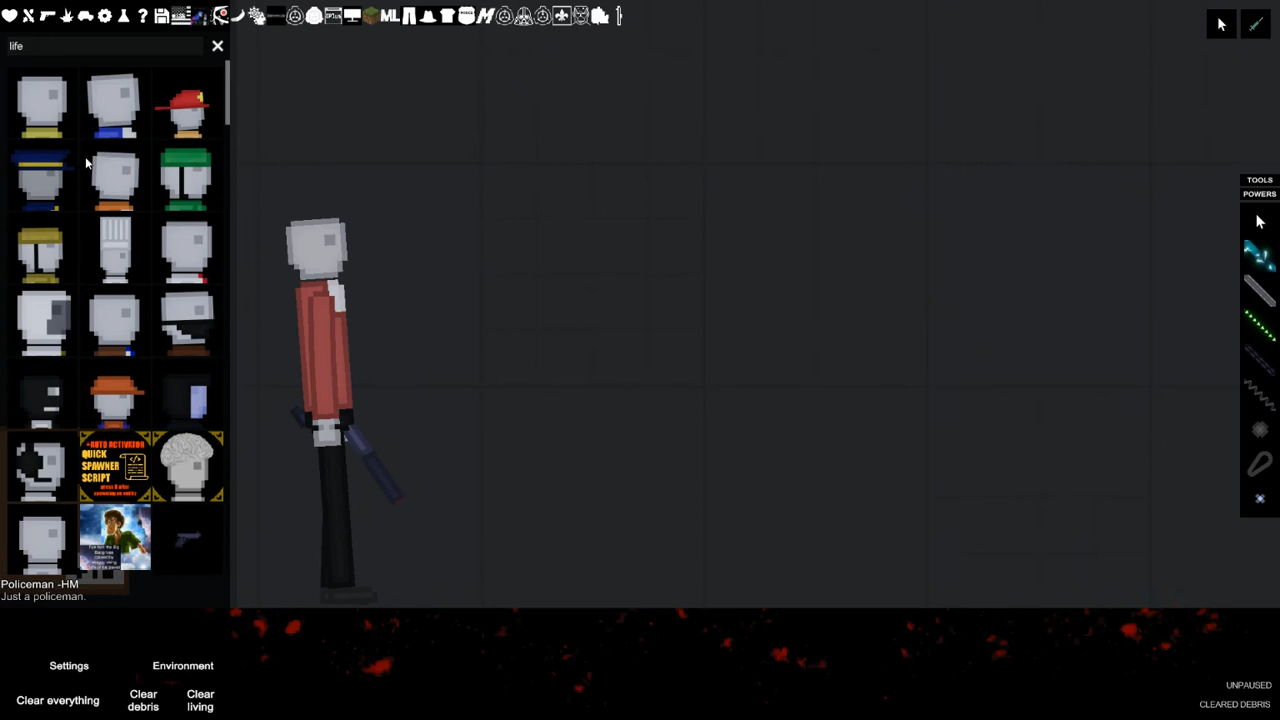 EPIUS
ML
life
TOOLS
POWERS
+AUTO ACTIVATOR
QUICK
SPAWNER
SCRIPT
Policeman -HM
Just a policeman.
Settings
Environment
Clear everything
Clear
debris
Clear
living
UNPAUSED
CLEARED DEBRIS